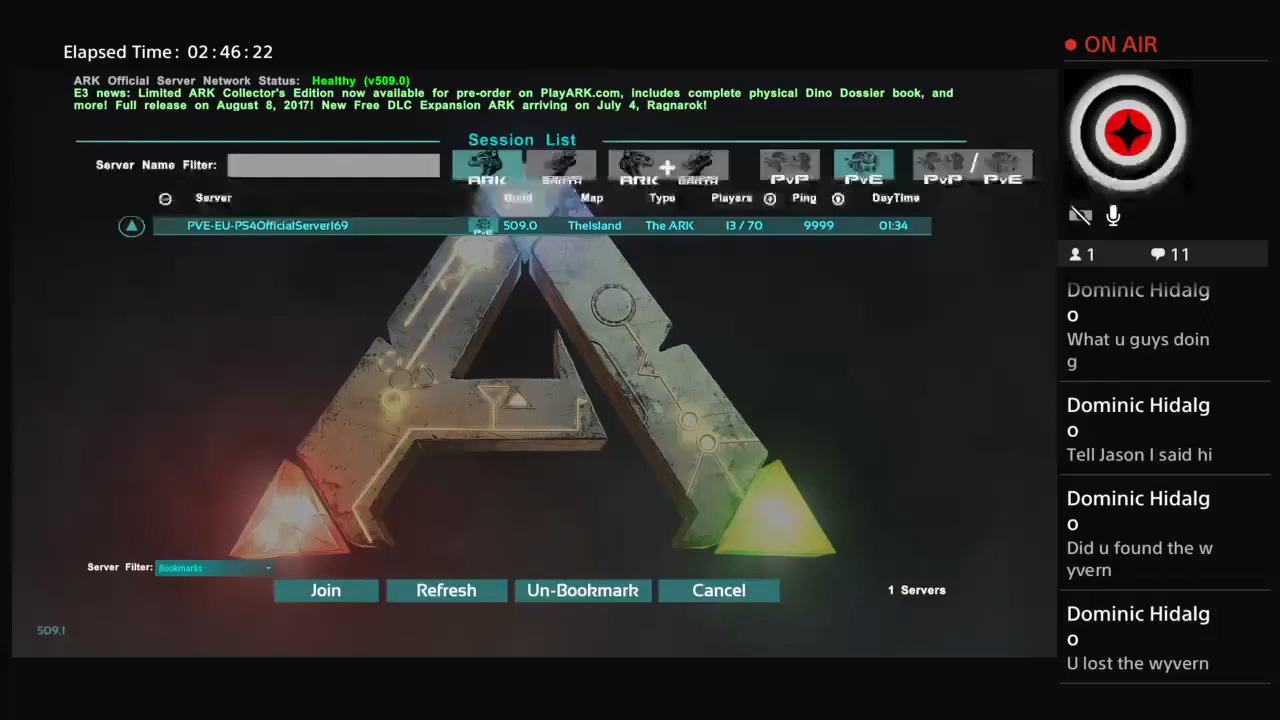 Elapsed Time: 02:46:22
ON AIR
ARK Official Server Network Status: Healthy (v509.0)
E3 news: Limited ARK Collector's Edition now available for pre-order on PlayARK.com, includes complete physical Dino Dossier book, and
more! Full release on August 8, 2017! New Free DLC Expansion ARK arriving on July 4, Ragnarok!
Session List
Server Name Filter:
ARK
EARTH
ARK + EARTH
PvP
PvE
PvP / PvE
Server Build Map Type Players Ping DayTime
PVE-EU-PS4OfficialServer169 PvE 509.0 TheIsland The ARK 13 / 70 9999 01:34
1 11
Dominic Hidalg
o
What u guys doin
g
Dominic Hidalg
o
Tell Jason I said hi
Dominic Hidalg
o
Did u found the w
yvern
Dominic Hidalg
o
U lost the wyvern
Server Filter: Bookmarks
Join Refresh Un-Bookmark Cancel 1 Servers
509.1